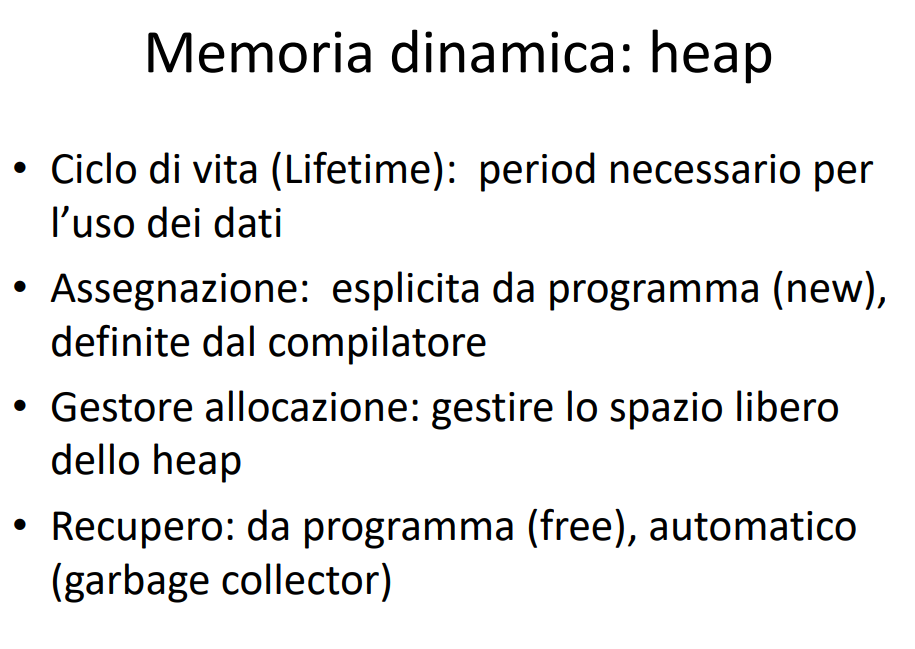 Memoria dinamica: heap
• Ciclo di vita (Lifetime):  period necessario per
l’uso dei dati
• Assegnazione:  esplicita da programma (new),
definite dal compilatore
• Gestore allocazione: gestire lo spazio libero
dello heap
• Recupero: da programma (free), automatico
(garbage collector)